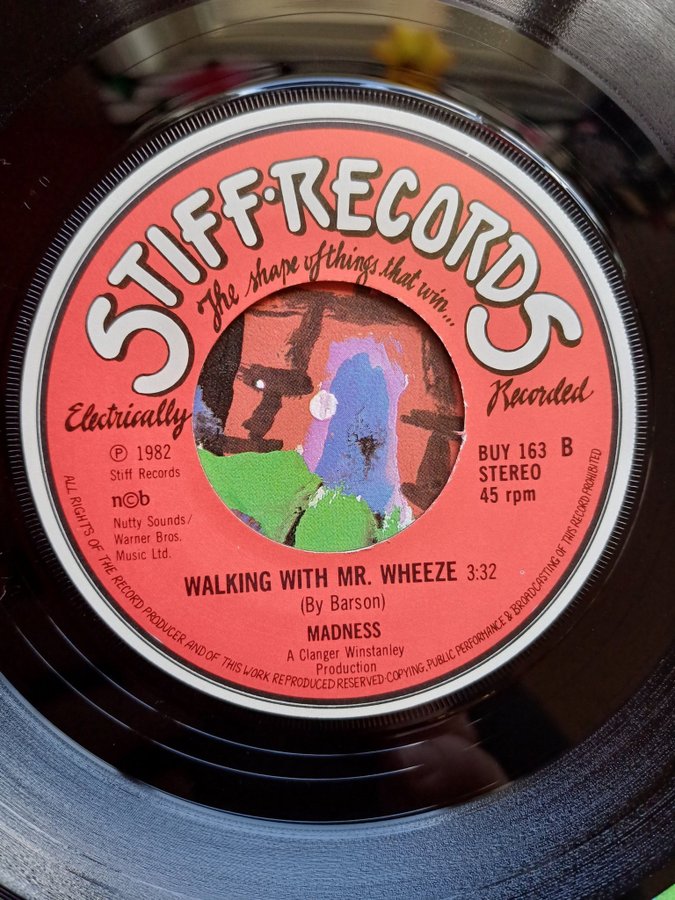 STIFF·RECORDS
The shape of things that win...
Electrically
Recorded
℗ 1982
Stiff Records
n©b
Nutty Sounds/
Warner Bros.
Music Ltd.
BUY 163 B
STEREO
45 rpm
WALKING WITH MR. WHEEZE 3:32
(By Barson)
MADNESS
A Clanger Winstanley
Production
ALL RIGHTS OF THE RECORD PRODUCER AND OF THIS WORK REPRODUCED RESERVED·COPYING, PUBLIC PERFORMANCE & BROADCASTING OF THIS RECORD PROHIBITED